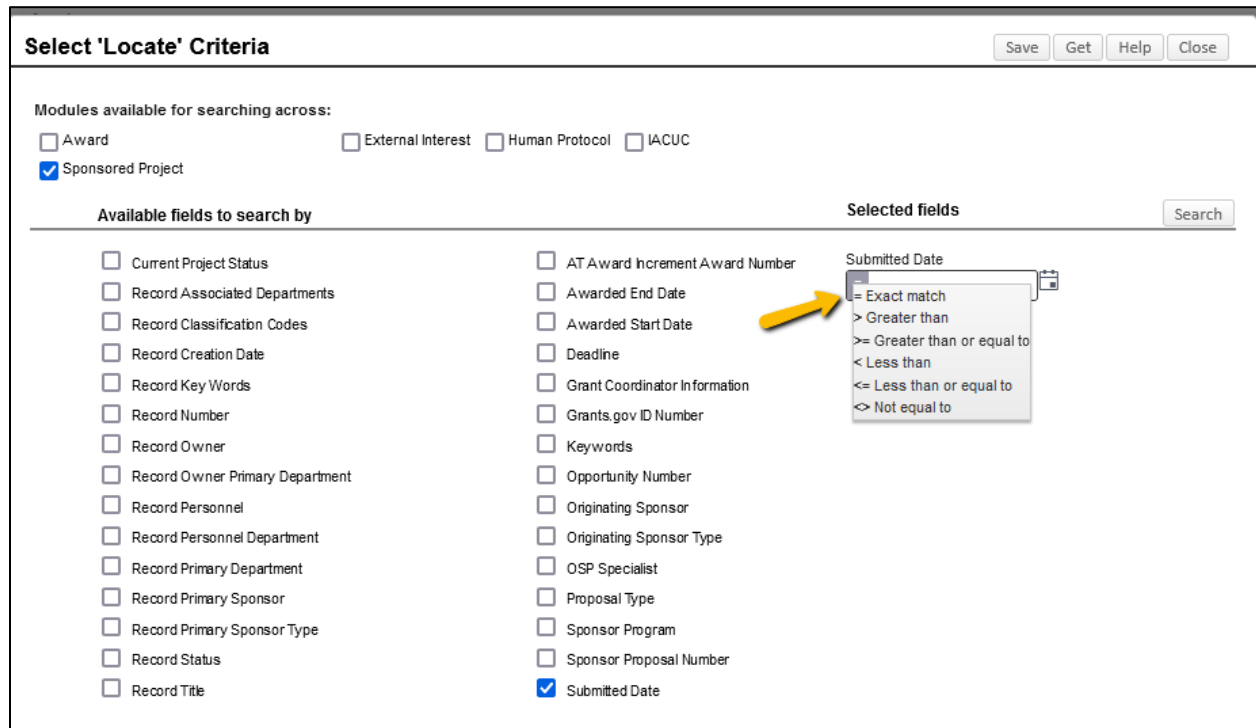 Select 'Locate' Criteria
Save Get Help Close
Modules available for searching across:
Award External Interest Human Protocol IACUC
Sponsored Project
Available fields to search by Selected fields Search
Current Project Status AT Award Increment Award Number Submitted Date
Record Associated Departments Awarded End Date =
= Exact match
Record Classification Codes Awarded Start Date > Greater than
>= Greater than or equal to
Record Creation Date Deadline < Less than
Record Key Words Grant Coordinator Information <= Less than or equal to
Record Number Grants.gov ID Number <> Not equal to
Record Owner Keywords
Record Owner Primary Department Opportunity Number
Record Personnel Originating Sponsor
Record Personnel Department Originating Sponsor Type
Record Primary Department OSP Specialist
Record Primary Sponsor Proposal Type
Record Primary Sponsor Type Sponsor Program
Record Status Sponsor Proposal Number
Record Title Submitted Date